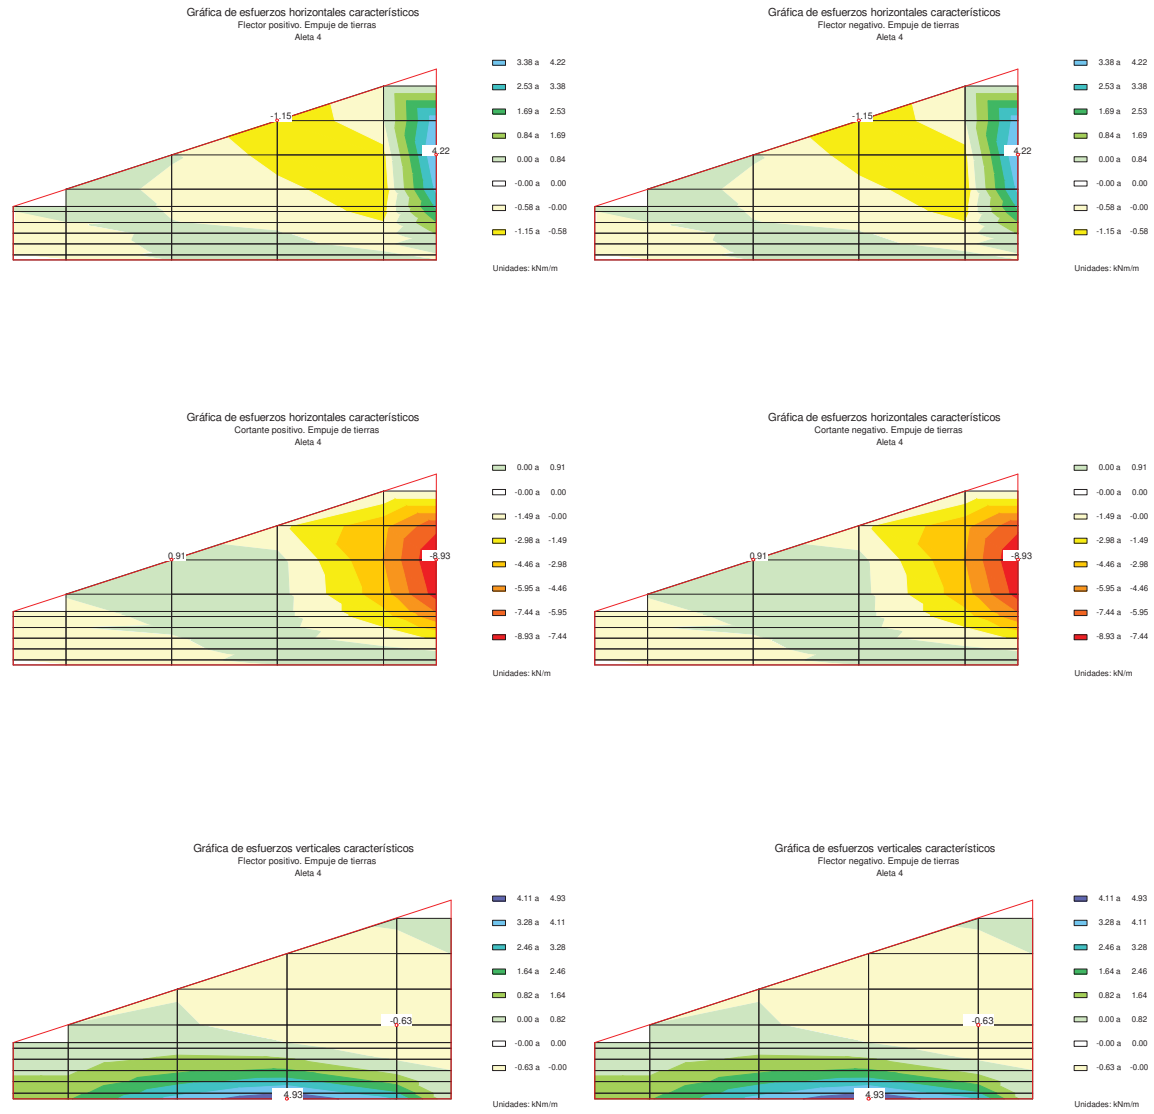 Gráfica de esfuerzos horizontales característicos
Flector positivo. Empuje de tierras
Aleta 4
3.38 a 4.22
2.53 a 3.38
1.69 a 2.53
0.84 a 1.69
0.00 a 0.84
-0.00 a 0.00
-0.58 a -0.00
-1.15 a -0.58
Unidades: kNm/m
-1.15
4.22
Gráfica de esfuerzos horizontales característicos
Flector negativo. Empuje de tierras
Aleta 4
3.38 a 4.22
2.53 a 3.38
1.69 a 2.53
0.84 a 1.69
0.00 a 0.84
-0.00 a 0.00
-0.58 a -0.00
-1.15 a -0.58
Unidades: kNm/m
-1.15
4.22
Gráfica de esfuerzos horizontales característicos
Cortante positivo. Empuje de tierras
Aleta 4
0.00 a 0.91
-0.00 a 0.00
-1.49 a -0.00
-2.98 a -1.49
-4.46 a -2.98
-5.95 a -4.46
-7.44 a -5.95
-8.93 a -7.44
Unidades: kN/m
0.91
-8.93
Gráfica de esfuerzos horizontales característicos
Cortante negativo. Empuje de tierras
Aleta 4
0.00 a 0.91
-0.00 a 0.00
-1.49 a -0.00
-2.98 a -1.49
-4.46 a -2.98
-5.95 a -4.46
-7.44 a -5.95
-8.93 a -7.44
Unidades: kN/m
0.91
-8.93
Gráfica de esfuerzos verticales característicos
Flector positivo. Empuje de tierras
Aleta 4
4.11 a 4.93
3.28 a 4.11
2.46 a 3.28
1.64 a 2.46
0.82 a 1.64
0.00 a 0.82
-0.00 a 0.00
-0.63 a -0.00
Unidades: kNm/m
-0.63
4.93
Gráfica de esfuerzos verticales característicos
Flector negativo. Empuje de tierras
Aleta 4
4.11 a 4.93
3.28 a 4.11
2.46 a 3.28
1.64 a 2.46
0.82 a 1.64
0.00 a 0.82
-0.00 a 0.00
-0.63 a -0.00
Unidades: kNm/m
-0.63
4.93